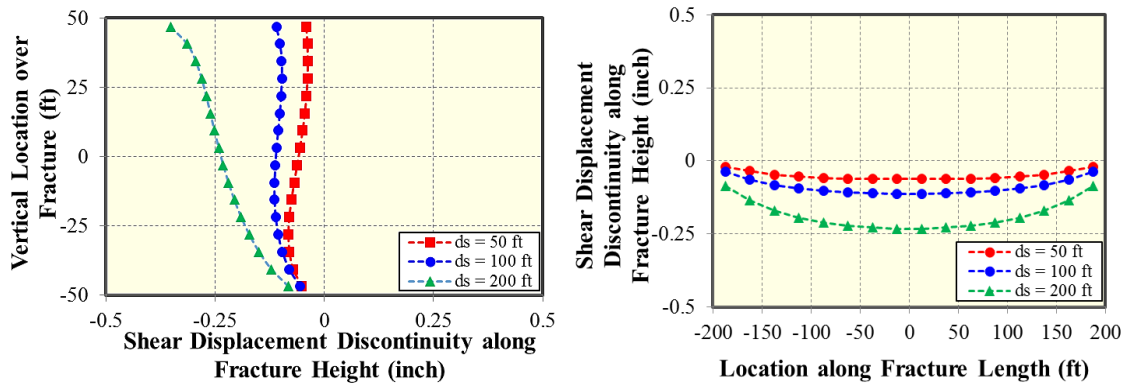 Vertical Location over
Fracture (ft)
50
25
0
-25
-50
-0.5
-0.25
0
0.25
0.5
ds = 50 ft
ds = 100 ft
ds = 200 ft
Shear Displacement Discontinuity along
Fracture Height (inch)
Shear Displacement
Discontinuity along
Fracture Height (inch)
0.5
0.25
0
-0.25
-0.5
ds = 50 ft
ds = 100 ft
ds = 200 ft
-200 -150 -100 -50 0 50 100 150 200
Location along Fracture Length (ft)